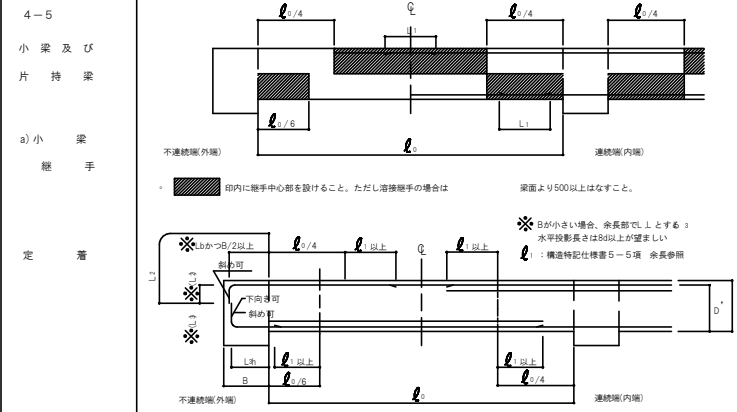 4－5
小 梁 及 び
片 持 梁
a) 小 梁
継 手
定 着
ℓ₀/4
℄
ℓ₀/4
L1
ℓ₀/6
L1
不連続端(外端)
ℓ₀
連続端(内端)
印内に継手中心部を設けること。ただし溶接継手の場合は
梁面より500以上はなすこと。
※ Bが小さい場合、余長部でL
とする
水平投影長さは8d以上が望ましい
ℓ1 : 構造特記仕様書5－5項 余長参照
※LbかつB/2以上
ℓ₀/4
ℓ1以上
℄
ℓ1以上
斜め可
L2
※(L2)
下向き可
斜め可
※(L3)
D
L3h
ℓ1以上
ℓ1以上
B
ℓ₀/6
ℓ₀/4
ℓ₀
不連続端(外端)
連続端(内端)